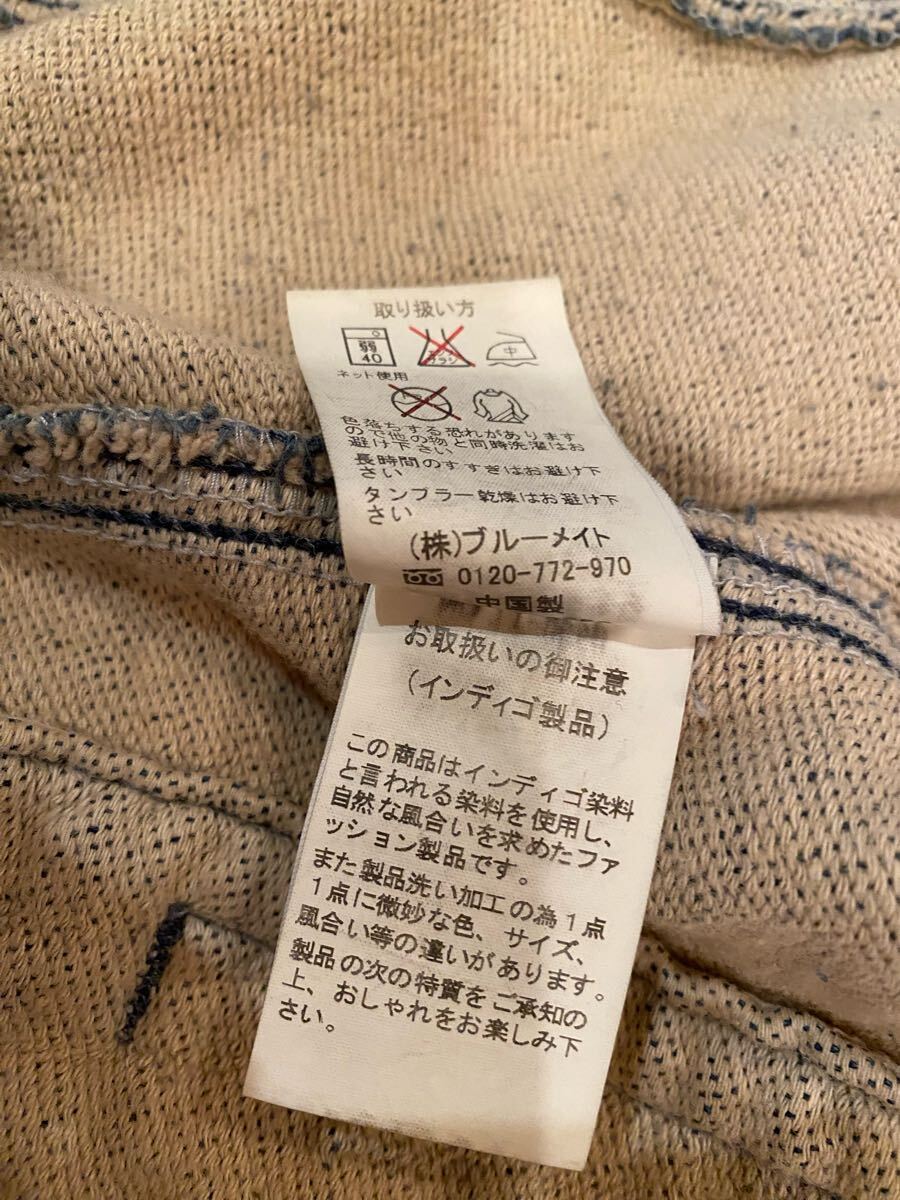 取り扱い方
弱
40
エンソ
サラシ
中
ネット使用
色落ちする恐れがあります
ので他の物と同時洗濯はお
避け下さい
長時間のすすぎはお避け下
さい
タンブラー乾燥はお避け下
さい
(株)ブルーメイト
0120-772-970
中国製
お取扱いの御注意
(インディゴ製品)
この商品はインディゴ染料
と言われる染料を使用し、
自然な風合いを求めたファ
ッション製品です。
また製品洗い加工の為1点
1点に微妙な色、サイズ、
風合い等の違いがあります。
製品の次の特質をご承知の
上、おしゃれをお楽しみ下
さい。